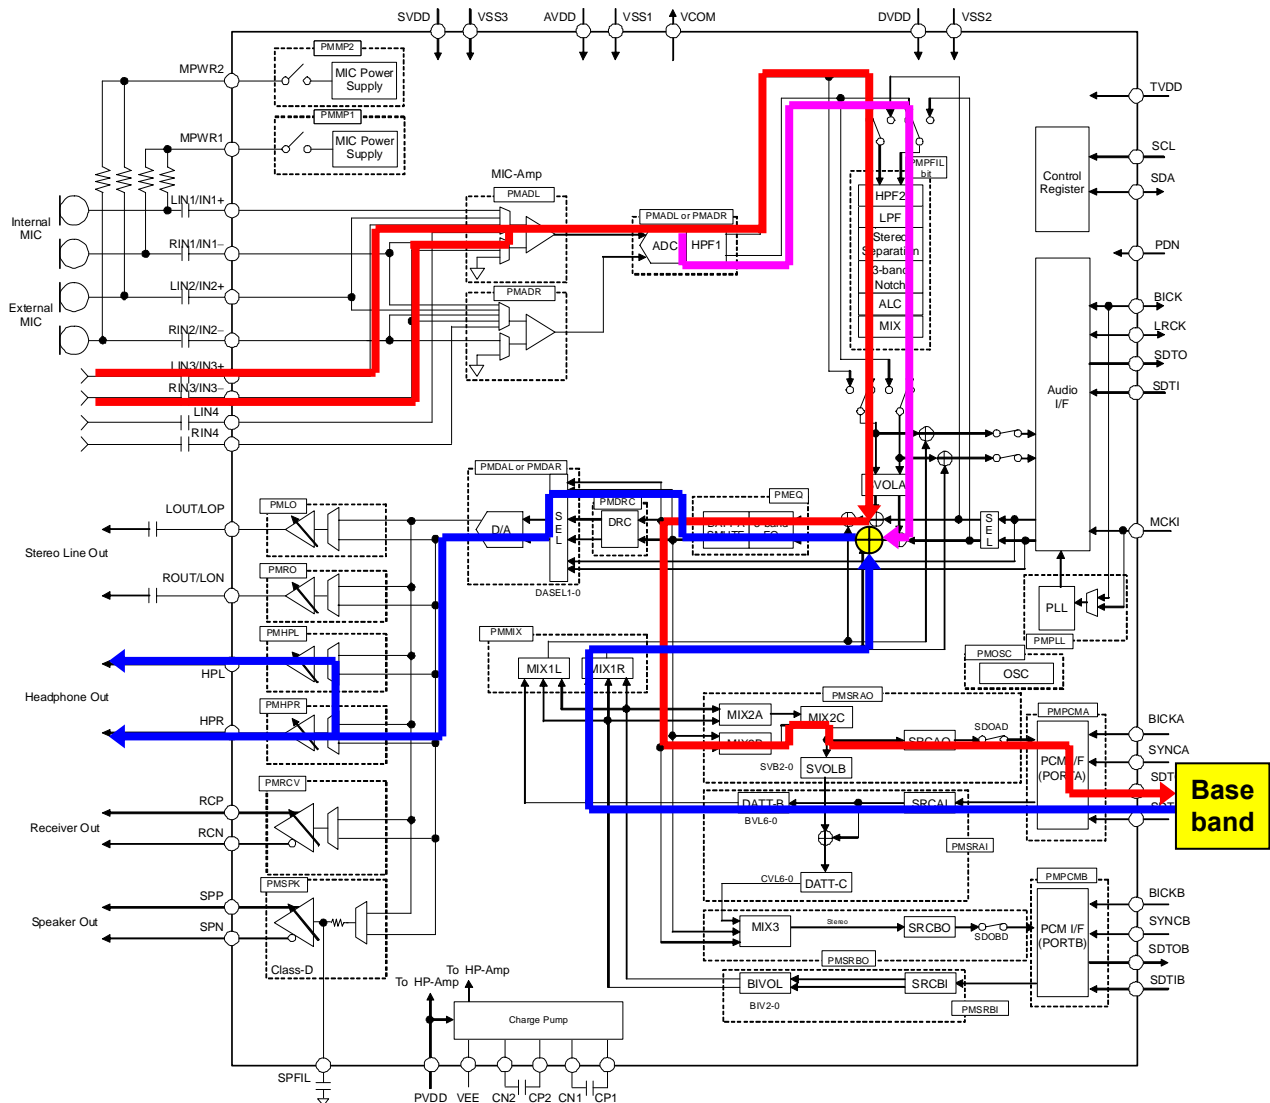 SVDD VSS3 AVDD VSS1 VCOM DVDD VSS2
PMMP2
MPWR2
MIC Power
Supply
TVDD
PMMP1
MPWR1
MIC Power
Supply
SCL
Control
Register
SDA
MIC-Amp
PMPFIL
bit
PMADL
LIN1/IN1+
HPF2
Internal
MIC
PMADL or PMADR
LPF
RIN1/IN1−
ADC HPF1
Stereo
Separation
PDN
3-band
Notch
LIN2/IN2+
PMADR
External
MIC
ALC
BICK
RIN2/IN2−
MIX
LRCK
LIN3/IN3+
SDTO
RIN3/IN3−
Audio
I/F
SDTI
LIN4
RIN4
PMDAL or PMDAR
PMLO
LOUT/LOP
PMDRC
PMEQ
Stereo Line Out
D/A
S
E
L
DRC
S
E
L
MCKI
PMRO
ROUT/LON
DASEL1-0
PLL
PMPLL
PMMIX
PMHPL
MIX1L
MIX1R
PMOSC
OSC
HPL
Headphone Out
PMHPR
HPR
PMSRAO
MIX2A
MIX2C
PMPCMA
BICKA
SDOAD
SRCAO
SVB2-0
SVOLB
PCM I/F
(PORTA)
SYNCA
PMRCV
RCP
DATT-B
SRCAI
Base
band
Receiver Out
BVL6-0
RCN
PMSRAI
PMSPK
CVL6-0
DATT-C
PMPCMB
SPP
BICKB
Speaker Out
MIX3
Stereo
SRCBO
SDOBD
PCM I/F
(PORTB)
SYNCB
SPN
PMSRBO
SDTOB
Class-D
To HP-Amp
To HP-Amp
BIVOL
SRCBI
SDTIB
BIV2-0
PMSRBI
Charge Pump
SPFIL
PVDD VEE CN2 CP2 CN1 CP1